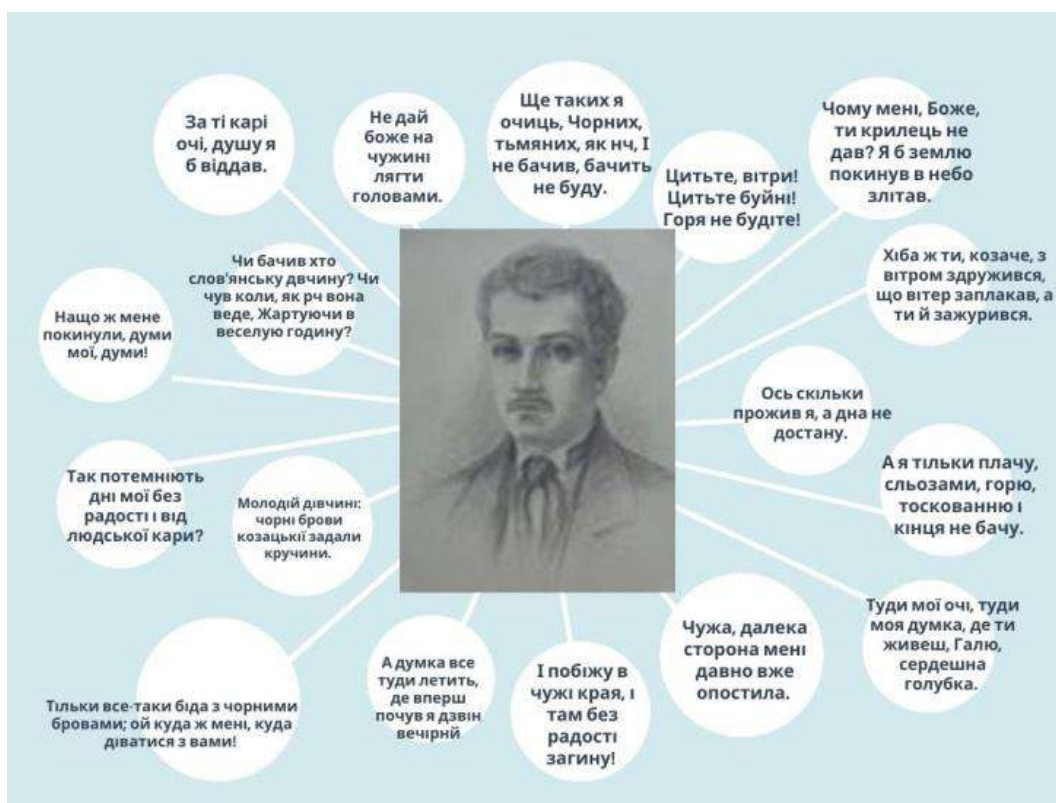 За ті карі
очі, душу я
б віддав.
Не дай
боже на
чужині
лягти
головами.
Ще таких я
очиць, Чорних,
тьмяних, як нч, І
не бачив, бачить
не буду.
Цитьте, вітри!
Цитьте буйні!
Горя не будіте!
Чому мені, Боже,
ти крилець не
дав? Я б землю
покинув в небо
злітав.
Чи бачив хто
слов'янську двчину? Чи
чув коли, як рч вона
веде, Жартуючи в
веселую годину?
Хіба ж ти, козаче, з
вітром здружився,
що вітер заплакав, а
ти й зажурився.
Нащо ж мене
покинули, думи
мої, думи!
Ось скільки
прожив я, а дна не
достану.
Так потемніють
дні мої без
радості і від
людської кари?
Молодій дівчині:
чорні брови
козацькії задали
кручини.
А я тільки плачу,
сльозами, горю,
тоскованню і
кінця не бачу.
Тільки все-таки біда з чорними
бровами; ой куда ж мені, куда
діватися з вами!
А думка все
туди летить,
де вперш
почув я дзвін
вечірнй
І побіжу в
чужі края, і
там без
радості
загину!
Чужа, далека
сторона мені
давно вже
опостила.
Туди мої очі, туди
моя думка, де ти
живеш, Галю,
сердешна
голубка.